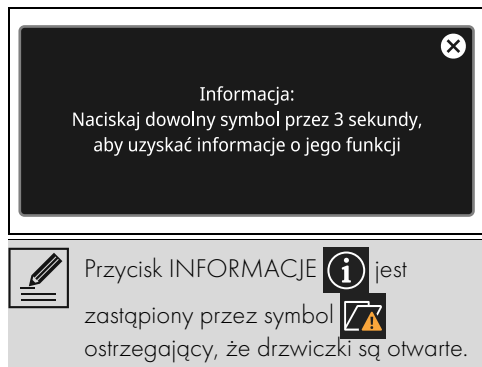 Informacja:
Naciskaj dowolny symbol przez 3 sekundy,
aby uzyskać informacje o jego funkcji
Przycisk INFORMACJE jest
zastąpiony przez symbol
ostrzegający, że drzwiczki są otwarte.